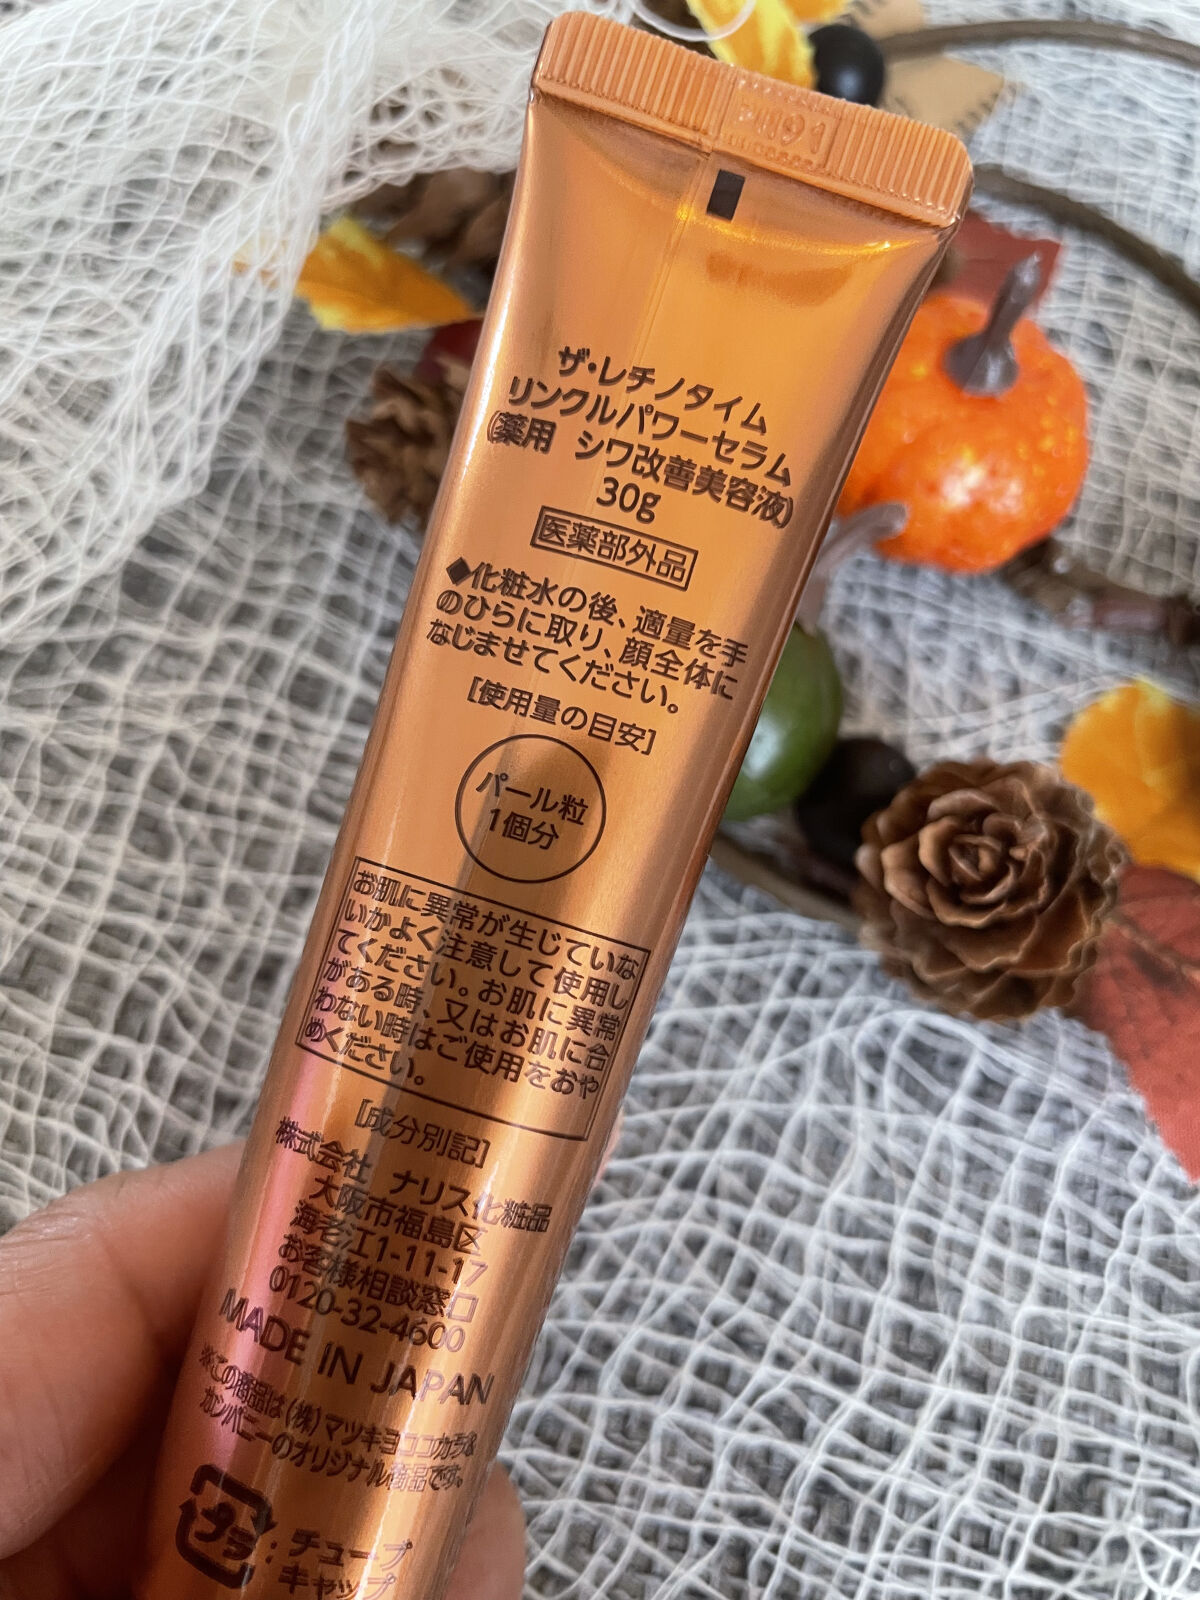 ザ・レチノタイム
リンクルパワーセラム
(薬用 シワ改善美容液)
30g
医薬部外品
◆化粧水の後、適量を手
のひらに取り、顔全体に
なじませてください。
[使用量の目安]
パール粒
1個分
お肌に異常が生じていな
いかよく注意して使用し
てください。お肌に異常
がある時、又はお肌に合
わない時はご使用をおや
めください。
[成分別記]
株式会社 ナリス化粧品
大阪市福島区
海老江1-11-17
お客様相談窓口
0120-32-4600
MADE IN JAPAN
※この商品は(株)マツキヨココカラ&
カンパニーのオリジナル商品です。
プラ
:チューブ
キャップ